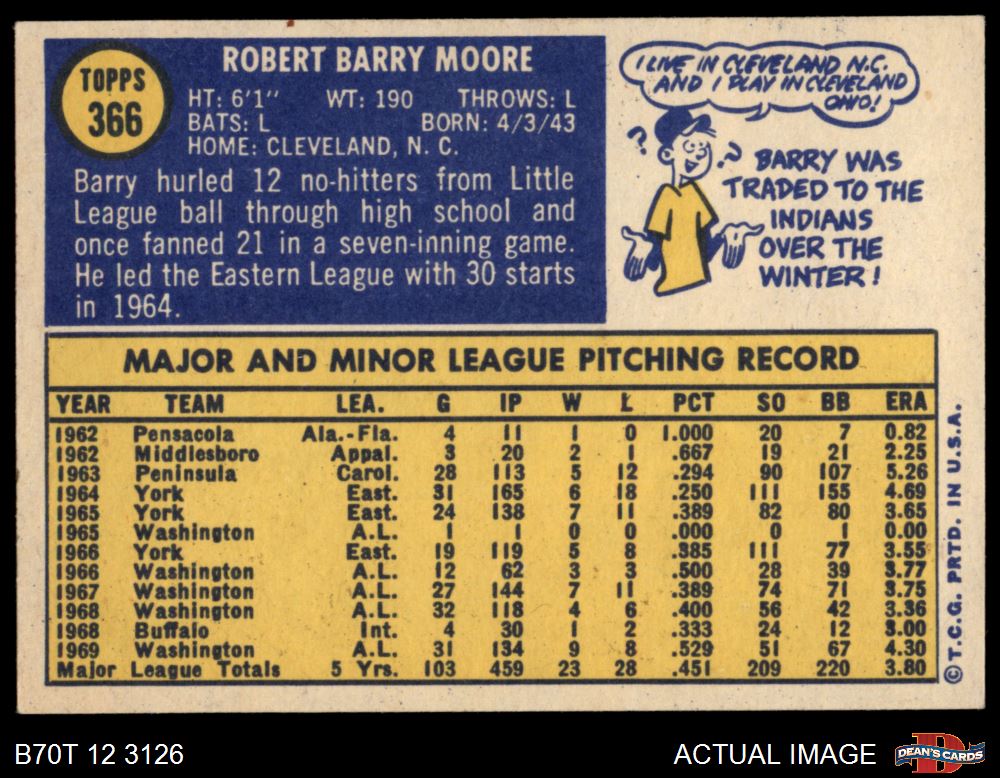 TOPPS
366
ROBERT BARRY MOORE
HT: 6'1" WT: 190 THROWS: L
BATS: L BORN: 4/3/43
HOME: CLEVELAND, N. C.
Barry hurled 12 no-hitters from Little
League ball through high school and
once fanned 21 in a seven-inning game.
He led the Eastern League with 30 starts
in 1964.
I LIVE IN CLEVELAND N.C.
AND I PLAY IN CLEVELAND
OHIO!
? ?
BARRY WAS
TRADED TO THE
INDIANS
OVER THE
WINTER!
MAJOR AND MINOR LEAGUE PITCHING RECORD
YEAR TEAM LEA. G IP W L PCT SO BB ERA
1962 Pensacola Ala.-Fla. 4 11 1 0 1.000 20 7 0.82
1962 Middlesboro Appal. 3 20 2 1 .667 19 21 2.25
1963 Peninsula Carol. 28 113 5 12 .294 90 107 5.26
1964 York East. 31 165 6 18 .250 111 155 4.69
1965 York East. 24 138 7 11 .389 82 80 3.65
1965 Washington A.L. 1 1 0 0 .000 0 1 0.00
1966 York East. 19 119 5 8 .385 111 77 3.55
1966 Washington A.L. 12 62 3 3 .500 28 39 3.77
1967 Washington A.L. 27 144 7 11 .389 74 71 3.75
1968 Washington A.L. 32 118 4 6 .400 56 42 3.36
1968 Buffalo Int. 4 30 1 2 .333 24 12 3.00
1969 Washington A.L. 31 134 9 8 .529 51 67 4.30
Major League Totals 5 Yrs. 103 459 23 28 .451 209 220 3.80
© T.C.G. PRTD. IN U.S.A.
B70T 12 3126
ACTUAL IMAGE
DEAN'S CARDS